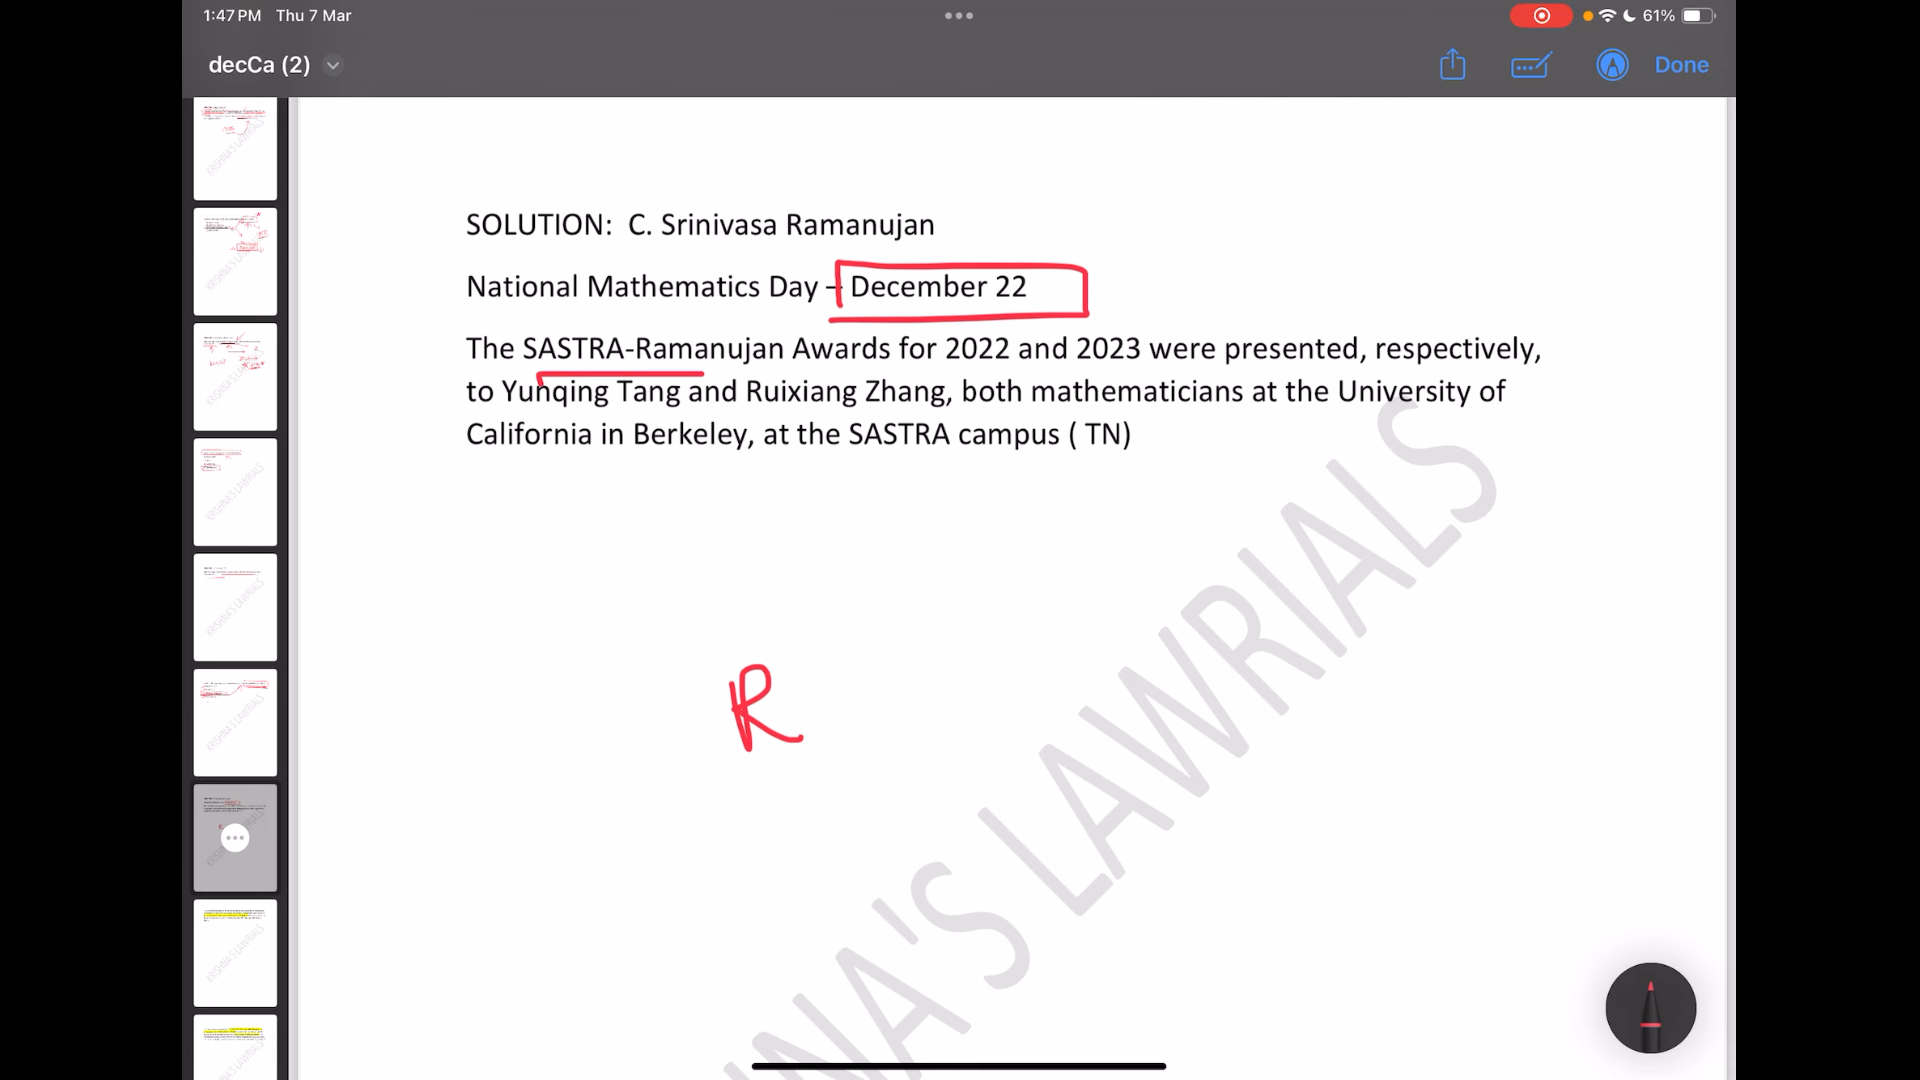 1:47 PM Thu 7 Mar
61%
decCa (2)
Done
SOLUTION: C. Srinivasa Ramanujan
National Mathematics Day – December 22
The SASTRA-Ramanujan Awards for 2022 and 2023 were presented, respectively,
to Yunqing Tang and Ruixiang Zhang, both mathematicians at the University of
California in Berkeley, at the SASTRA campus ( TN)
R
NA'S LAWRIALS